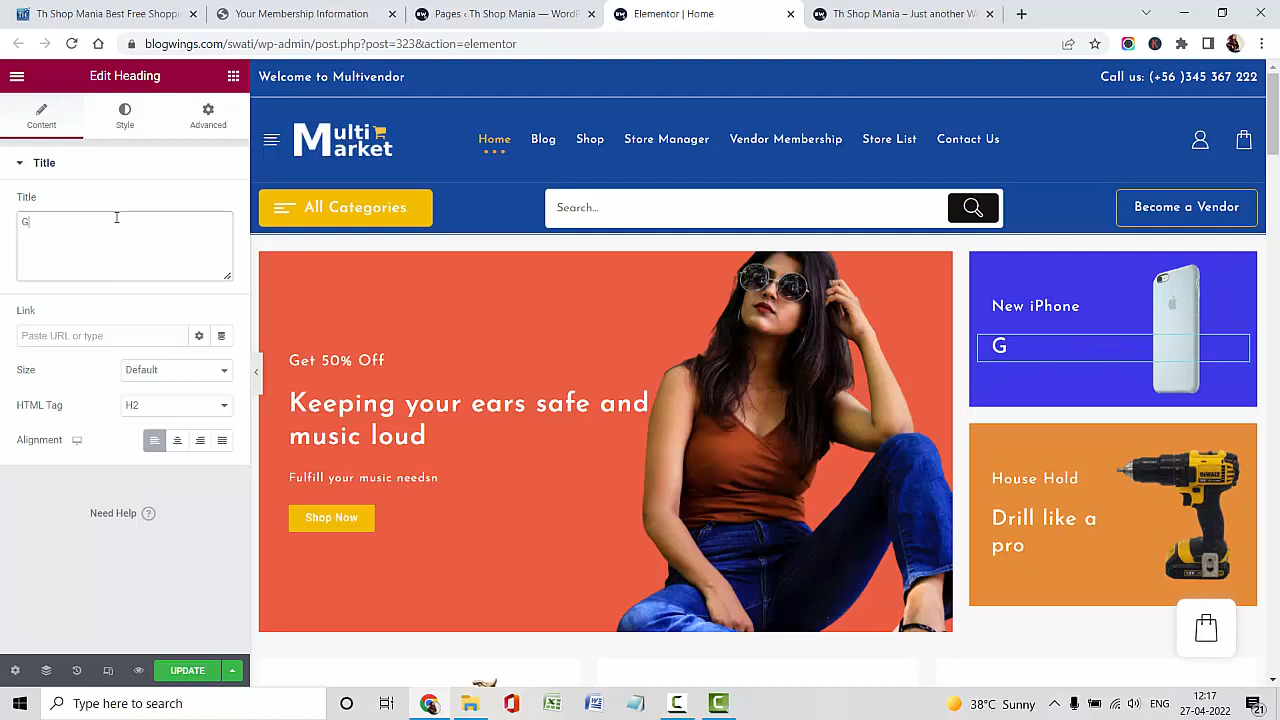 Th Shop Mania Best Free Shopp
Your Membership Invitation
Pages ‹ Th Shop Mania — WordP
Elementor | Home
Th Shop Mania – Just another W
blogwings.com/swati/wp-admin/post.php?post=323&action=elementor
Edit Heading
Welcome to Multivendor
Call us: (+56 )345 367 222
Content
Style
Advanced
Multi
Market
Home
Blog
Shop
Store Manager
Vendor Membership
Store List
Contact Us
Title
Title
G
All Categories
Search...
Become a Vendor
Link
Paste URL or type
Size
Default
HTML Tag
H2
Alignment
Need Help
Get 50% Off
Keeping your ears safe and
music loud
Fulfill your music needsn
Shop Now
New iPhone
G
House Hold
Drill like a
pro
DEWALT
UPDATE
Type here to search
38°C Sunny
ENG
12:17
27-04-2022
21